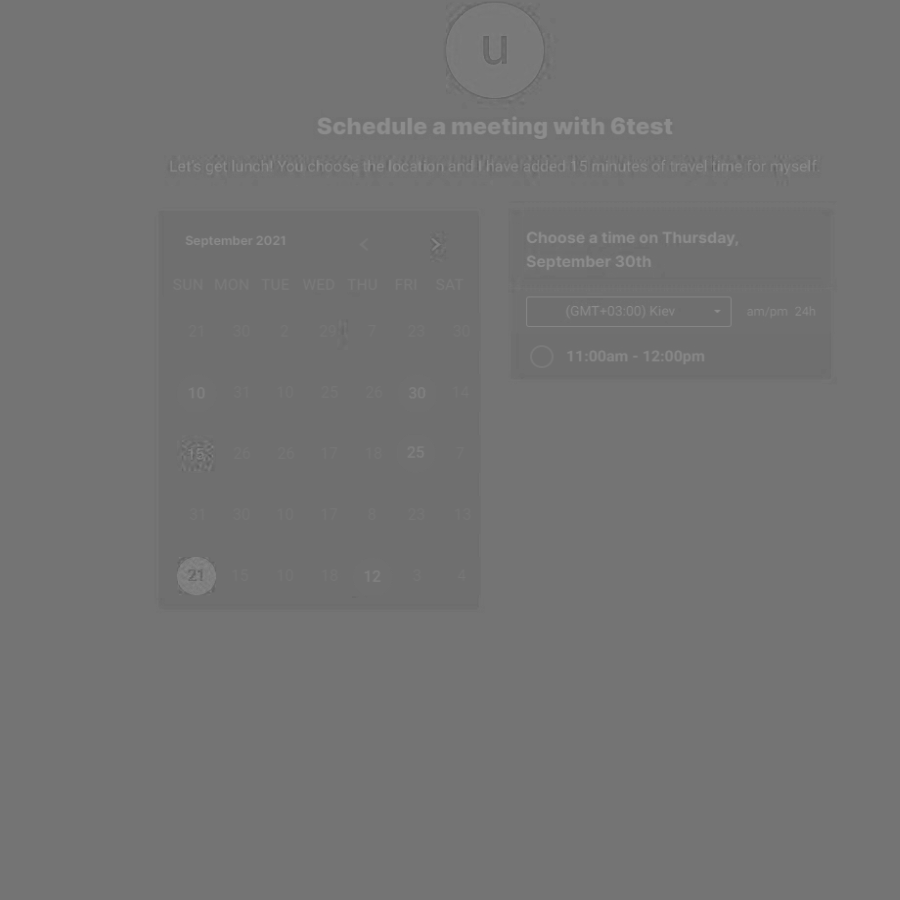 u
Schedule a meeting with 6test
Let's get lunch! You choose the location and I have added 15 minutes of travel time for myself.
September 2021
SUN MON TUE WED THU FRI SAT
21 30 2 29 7 23 30
10 31 10 25 26 30 14
15 26 26 17 18 25 7
31 30 10 17 8 23 13
21 15 10 18 12 3 4
Choose a time on Thursday,
September 30th
(GMT+03:00) Kiev am/pm 24h
11:00am - 12:00pm